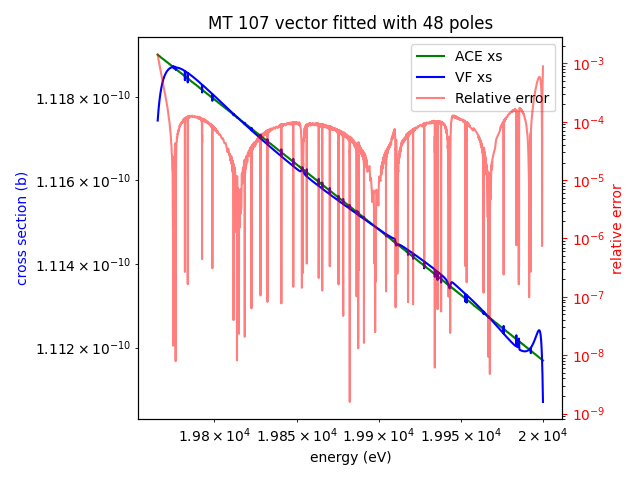 MT 107 vector fitted with 48 poles
ACE xs
VF xs
Relative error
cross section (b)
1.118 × 10⁻¹⁰
1.116 × 10⁻¹⁰
1.114 × 10⁻¹⁰
1.112 × 10⁻¹⁰
10⁻³
10⁻⁴
10⁻⁵
10⁻⁶
10⁻⁷
10⁻⁸
10⁻⁹
relative error
1.98 × 10⁴ 1.985 × 10⁴ 1.99 × 10⁴ 1.995 × 10⁴ 2 × 10⁴
energy (eV)